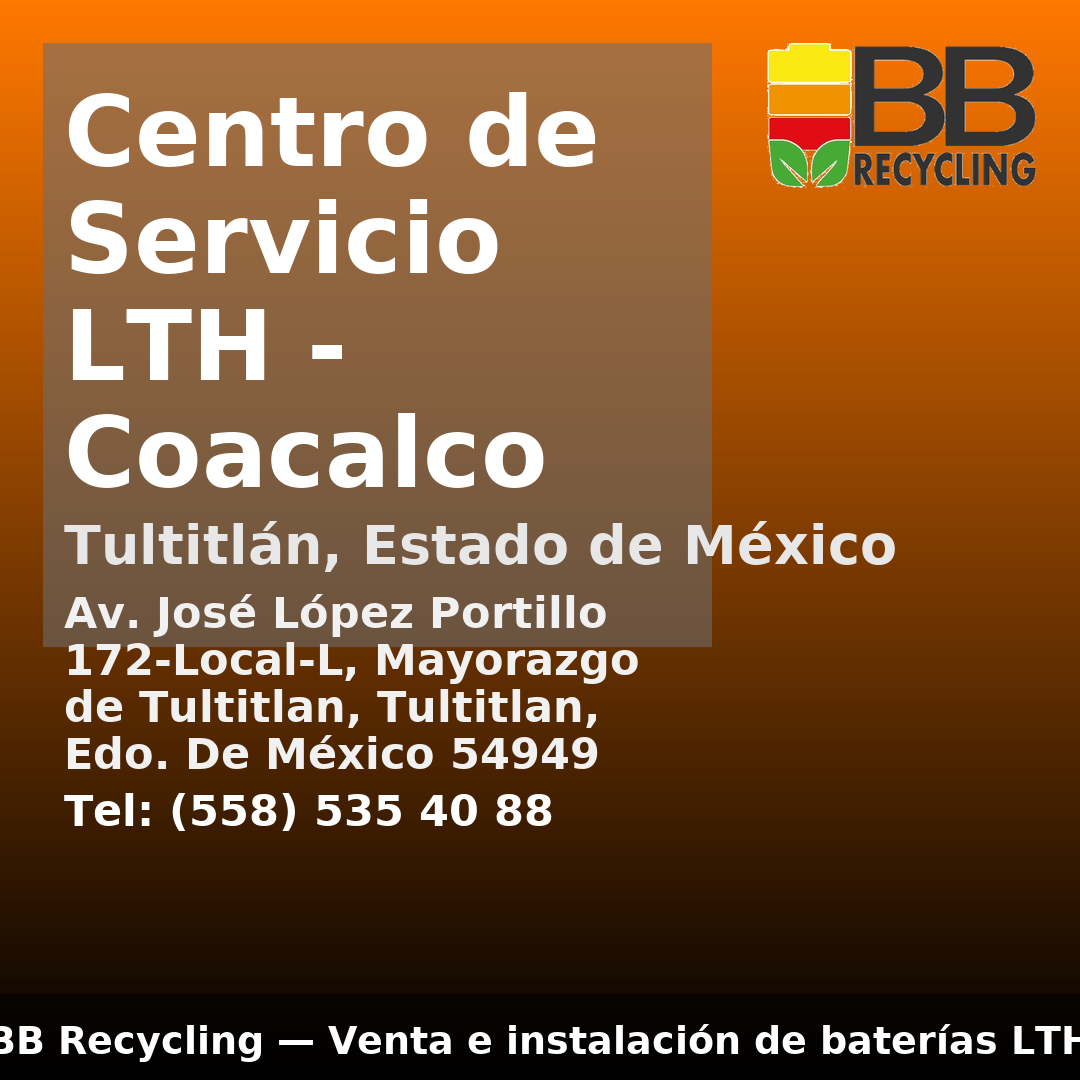 Centro de
Servicio
LTH -
Coacalco
BB
RECYCLING
Tultitlán, Estado de México
Av. José López Portillo
172-Local-L, Mayorazgo
de Tultitlan, Tultitlan,
Edo. De México 54949
Tel: (558) 535 40 88
BB Recycling — Venta e instalación de baterías LTH